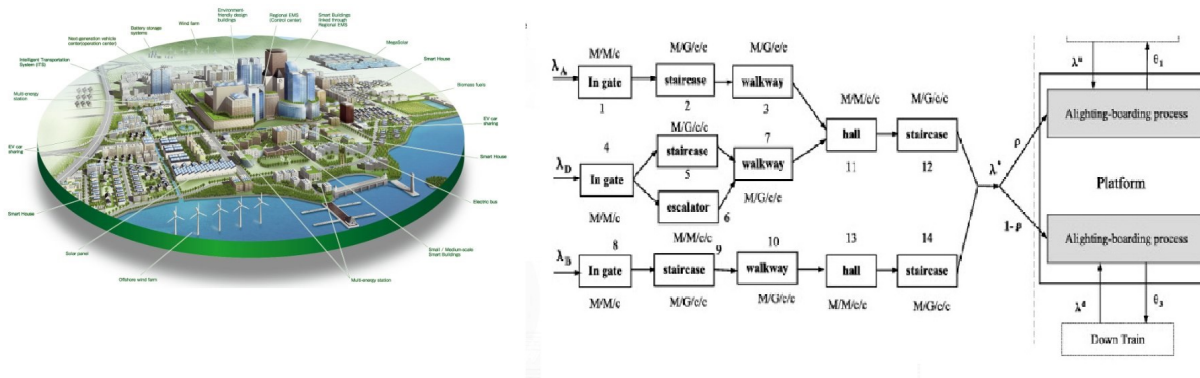 Environment-
friendly design
buildings
Regional EMS
(Control center)
Smart Buildings
linked through
Regional EMS
Wind farm
Battery storage
systems
Next-generation vehicle
center(operation center)
MegaSolar
Intelligent Transportation
System (ITS)
Smart House
Multi-energy
station
Biomass fuels
EV car
sharing
EV car
sharing
Smart House
Smart House
Electric bus
Solar panel
Small / Medium-scale
Smart Buildings
Offshore wind farm
Multi-energy station
M/M/c
M/G/c/c
M/G/c/c
λA
In gate
staircase
walkway
1
2
3
M/M/c/c
M/G/c/c
hall
staircase
11
12
4
M/G/c/c
staircase
7
λD
In gate
5
walkway
M/G/c/c
escalator
6
M/M/c
M/M/c/c
8
9
10
13
14
λB
In gate
staircase
walkway
hall
staircase
M/M/c
M/G/c/c
M/G/c/c
M/M/c/c
M/G/c/c
ρ
1-ρ
λu
θ1
Alighting-boarding process
Platform
Alighting-boarding process
λd
θ3
Down Train